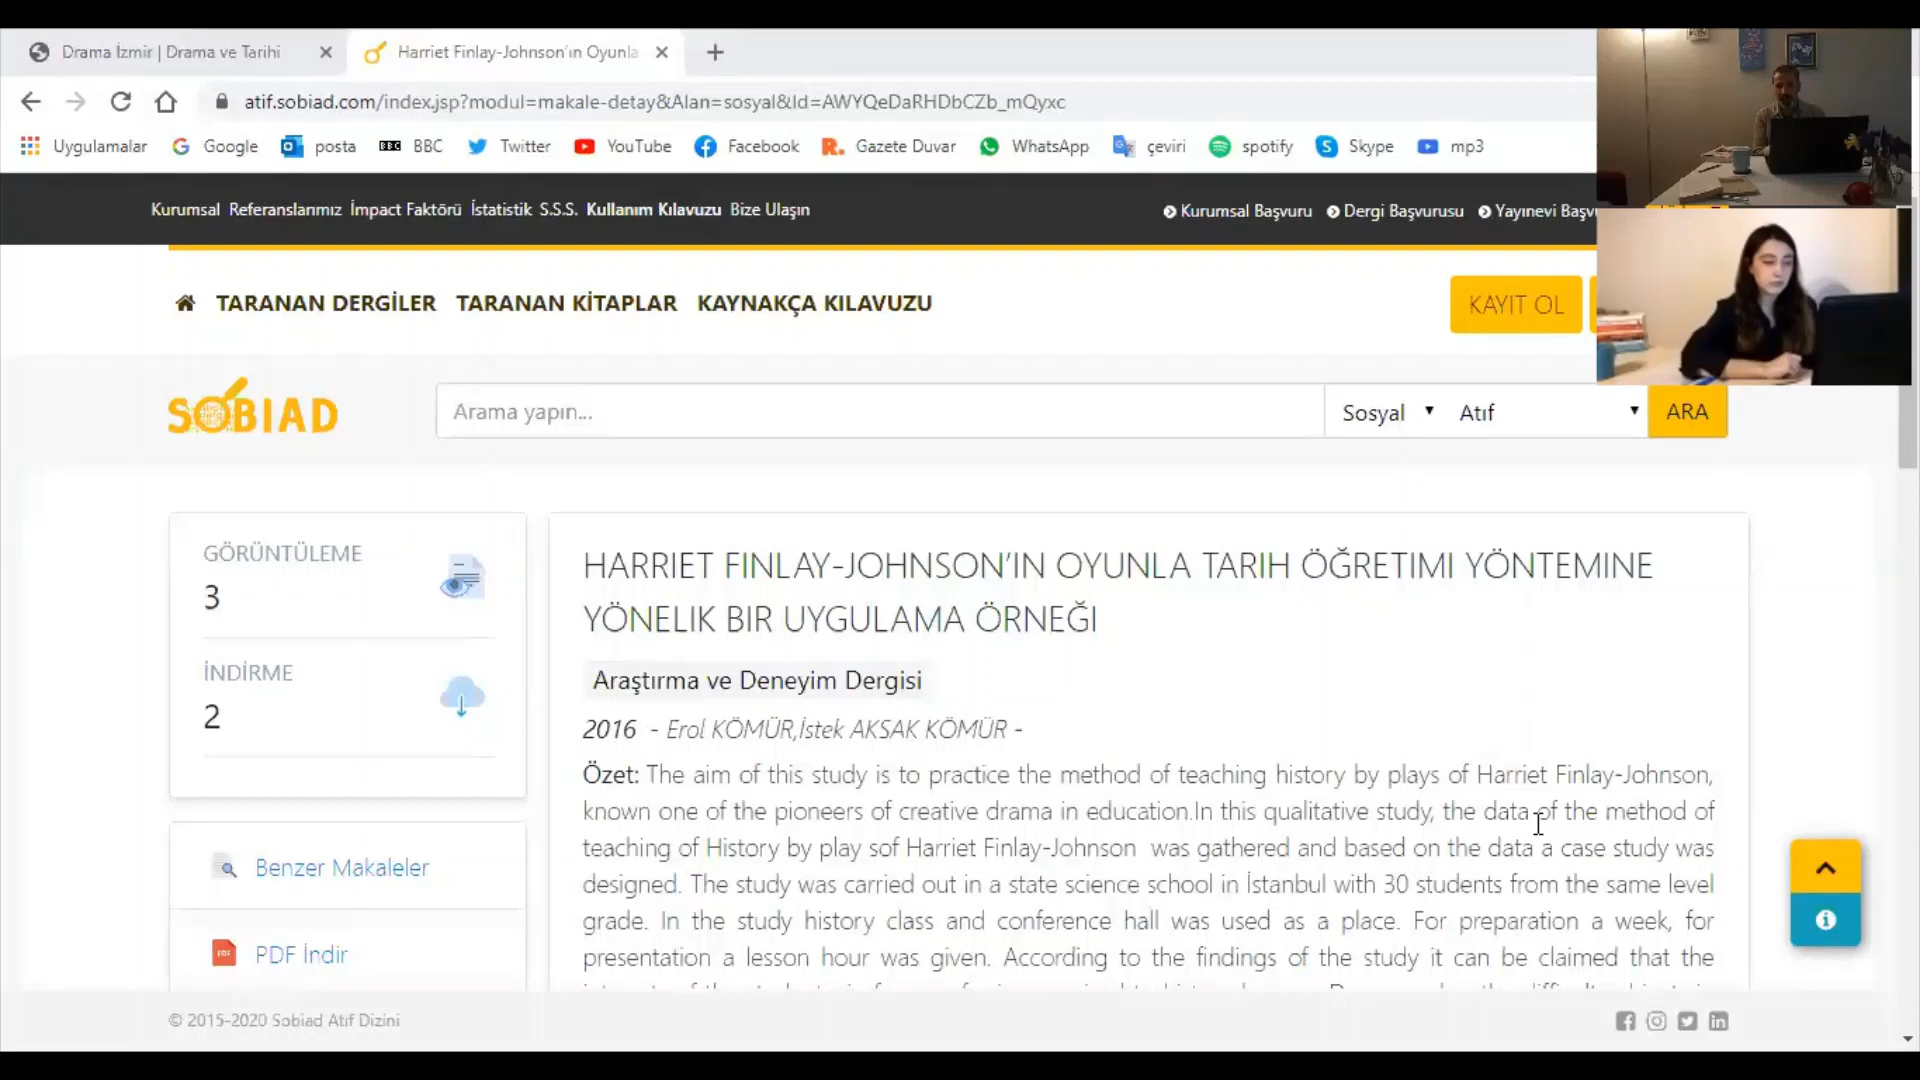 Drama İzmir | Drama ve Tarihi
Harriet Finlay-Johnson'ın Oyunla
atif.sobiad.com/index.jsp?modul=makale-detay&Alan=sosyal&Id=AWYQeDaRHDbCZb_mQyxc
Uygulamalar Google posta BBC BBC Twitter YouTube Facebook R. Gazete Duvar WhatsApp çeviri spotify Skype mp3
Kurumsal Referanslarımız İmpact Faktörü İstatistik S.S.S. Kullanım Kılavuzu Bize Ulaşın
Kurumsal Başvuru Dergi Başvurusu Yayınevi Başvu
TARANAN DERGİLER TARANAN KİTAPLAR KAYNAKÇA KILAVUZU
KAYIT OL
SOBIAD
Arama yapın...
Sosyal Atıf ARA
GÖRÜNTÜLEME
3
İNDİRME
2
Benzer Makaleler
PDF
PDF İndir
HARRIET FINLAY-JOHNSON'IN OYUNLA TARIH ÖĞRETIMI YÖNTEMINE
YÖNELIK BIR UYGULAMA ÖRNEĞI
Araştırma ve Deneyim Dergisi
2016 - Erol KÖMÜR,İstek AKSAK KÖMÜR -
Özet: The aim of this study is to practice the method of teaching history by plays of Harriet Finlay-Johnson,
known one of the pioneers of creative drama in education.In this qualitative study, the data of the method of
teaching of History by play sof Harriet Finlay-Johnson was gathered and based on the data a case study was
designed. The study was carried out in a state science school in İstanbul with 30 students from the same level
grade. In the study history class and conference hall was used as a place. For preparation a week, for
presentation a lesson hour was given. According to the findings of the study it can be claimed that the
© 2015-2020 Sobiad Atıf Dizini